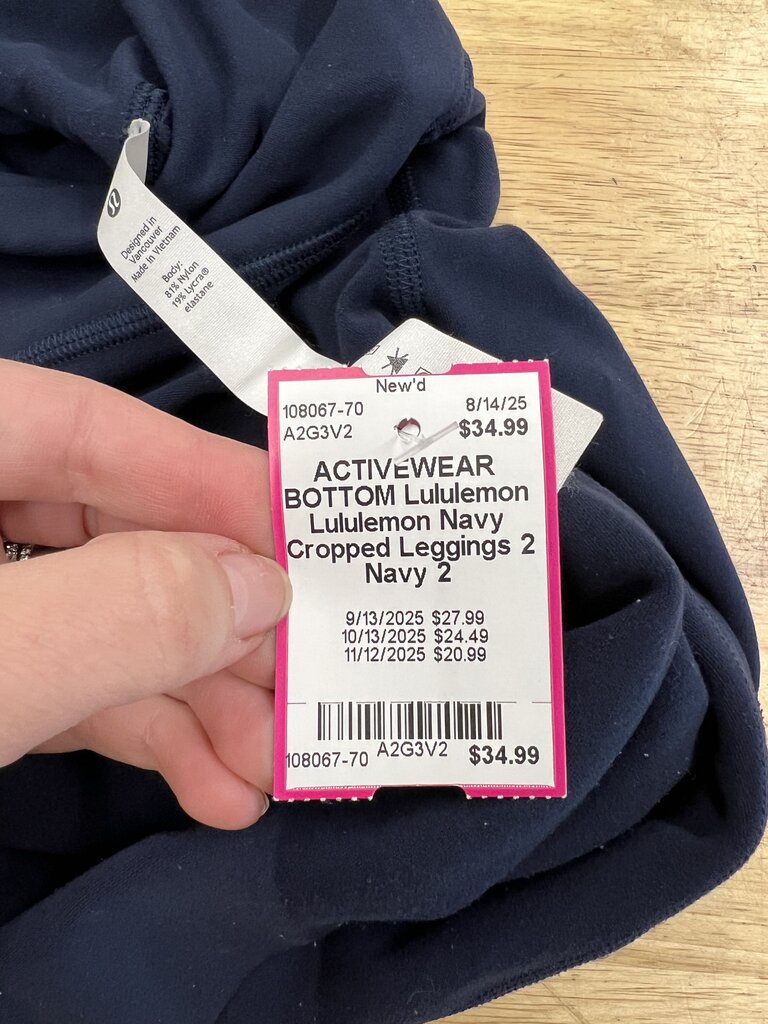 Designed in
Vancouver
Made in Vietnam
Body:
81% Nylon
19% Lycra®
elastane
New'd
108067-70 8/14/25
A2G3V2 $34.99
ACTIVEWEAR
BOTTOM Lululemon
Lululemon Navy
Cropped Leggings 2
Navy 2
9/13/2025 $27.99
10/13/2025 $24.49
11/12/2025 $20.99
108067-70 A2G3V2 $34.99